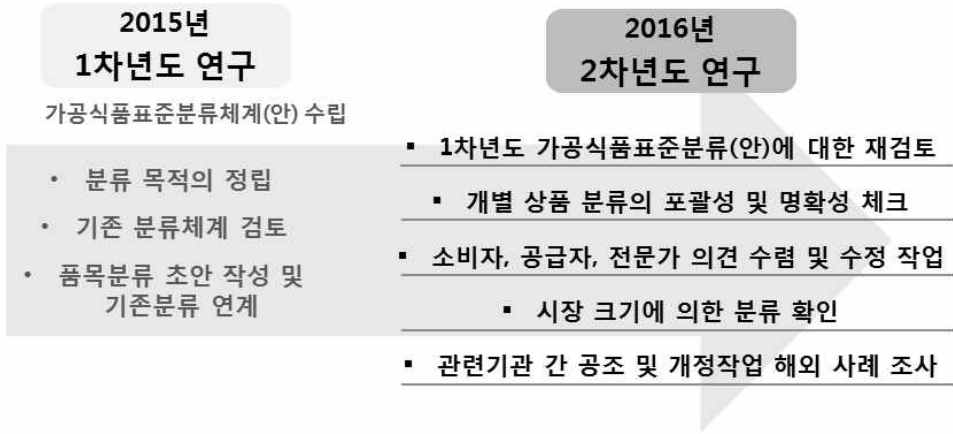 2015년
1차년도 연구
가공식품표준분류체계(안) 수립
• 분류 목적의 정립
• 기존 분류체계 검토
• 품목분류 초안 작성 및
기존분류 연계
2016년
2차년도 연구
▪ 1차년도 가공식품표준분류(안)에 대한 재검토
▪ 개별 상품 분류의 포괄성 및 명확성 체크
▪ 소비자, 공급자, 전문가 의견 수렴 및 수정 작업
▪ 시장 크기에 의한 분류 확인
▪ 관련기관 간 공조 및 개정작업 해외 사례 조사